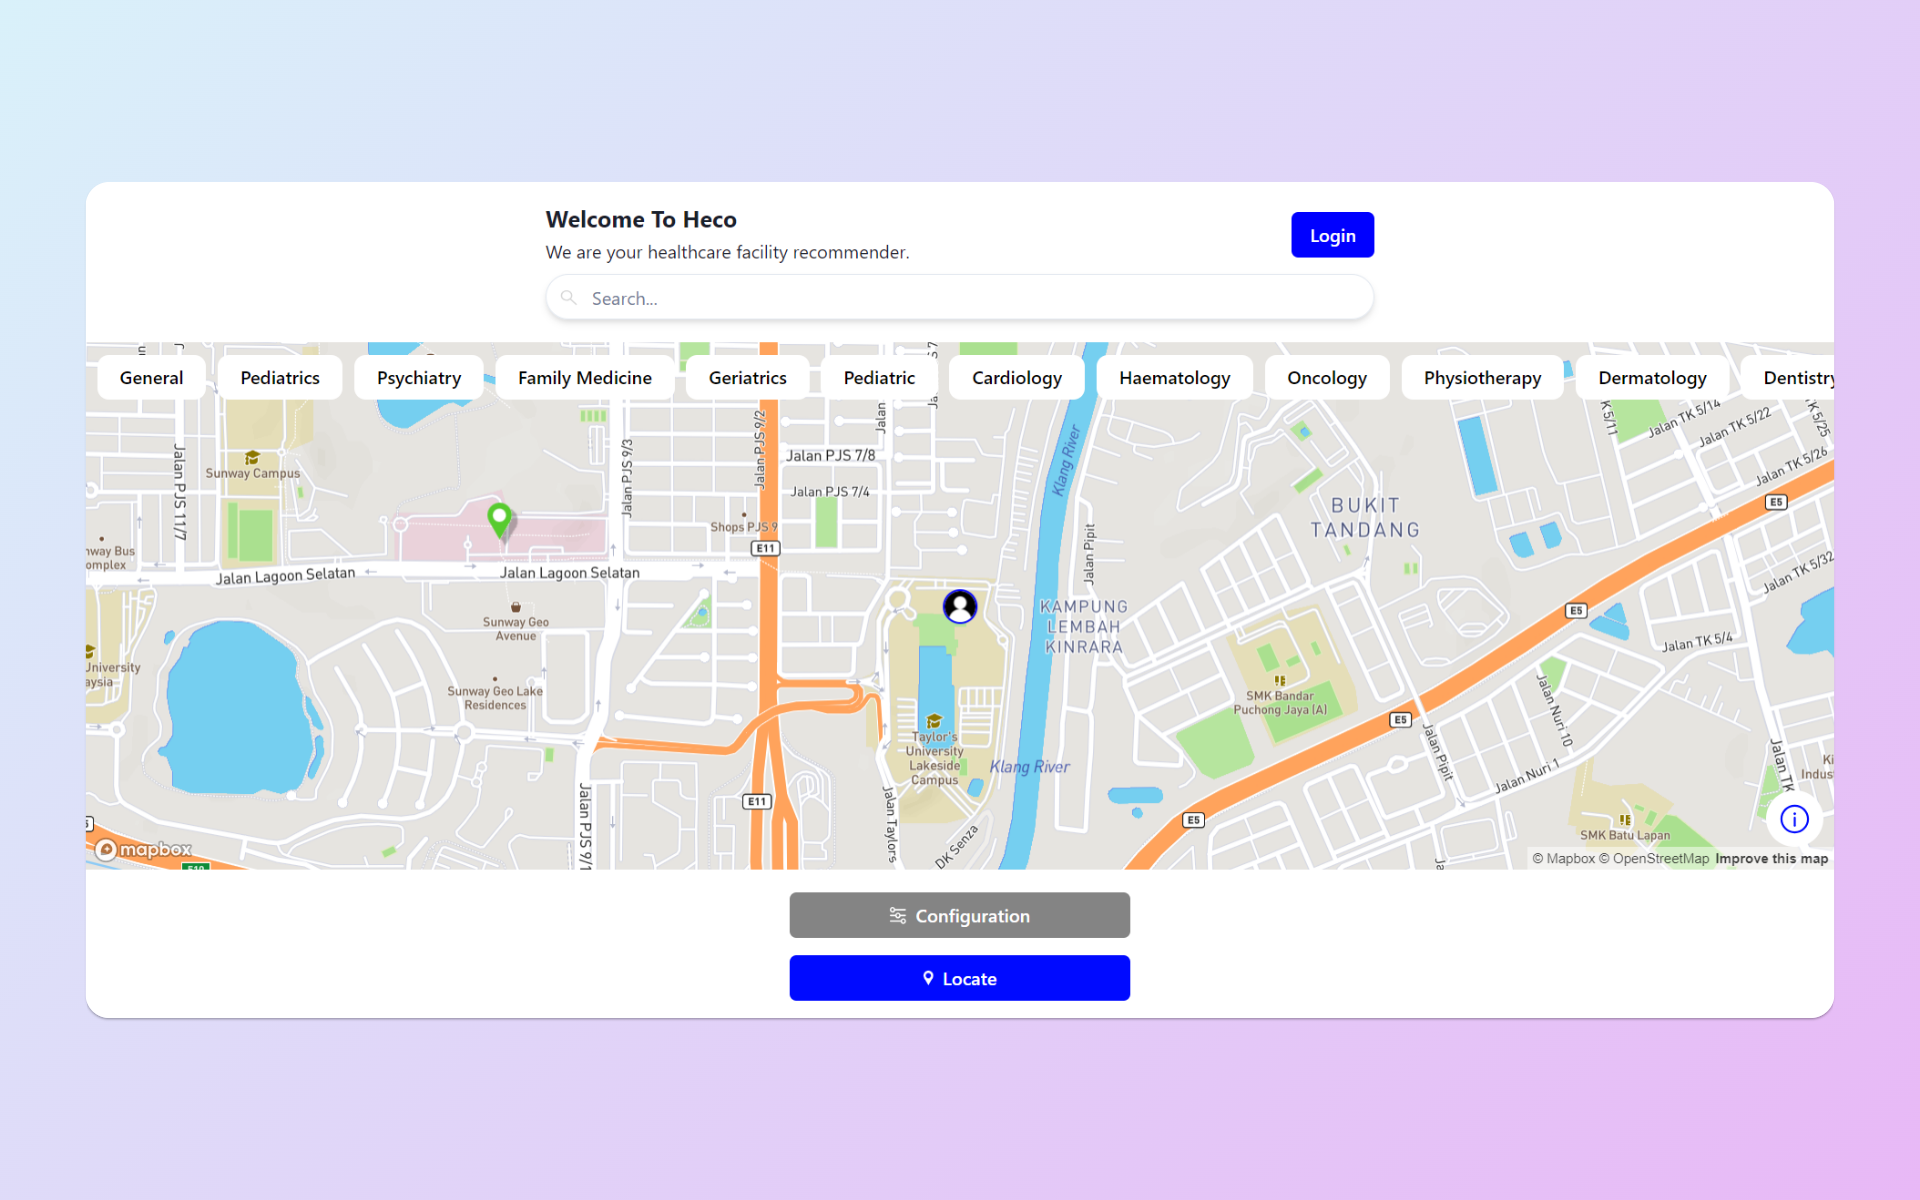 Welcome To Heco
We are your healthcare facility recommender.
Login
Search...
General
Pediatrics
Psychiatry
Family Medicine
Geriatrics
Pediatric
Cardiology
Haematology
Oncology
Physiotherapy
Dermatology
Dentistry
Sunway Campus
Jalan PJS 11/7
Jalan PJS 9/3
Jalan PJS 9/2
Jalan
Jalan PJS 7/8
Jalan PJS 7/4
Shops PJS 9
E11
Klang River
Jalan Pipit
BUKIT
TANDANG
K 5/11
Jalan TK 5/14
Jalan TK 5/22
K 5/25
Jalan TK 5/26
E5
nway Bus
omplex
Jalan Lagoon Selatan
Jalan Lagoon Selatan
Jalan TK 5/32
Sunway Geo
Avenue
KAMPUNG
LEMBAH
KINRARA
E5
Jalan TK 5/4
University
aysia
Sunway Geo Lake
Residences
SMK Bandar
Puchong Jaya (A)
E5
Jalan Nuri 10
Taylor's
University
Lakeside
Campus
Klang River
Jalan Pipit
Jalan Nuri 1
Jalan TK
Ki
Indus
E11
Jalan PJS 9/1
Jalan Taylors
DK Senza
E5
SMK Batu Lapan
mapbox
© Mapbox © OpenStreetMap Improve this map
Configuration
Locate